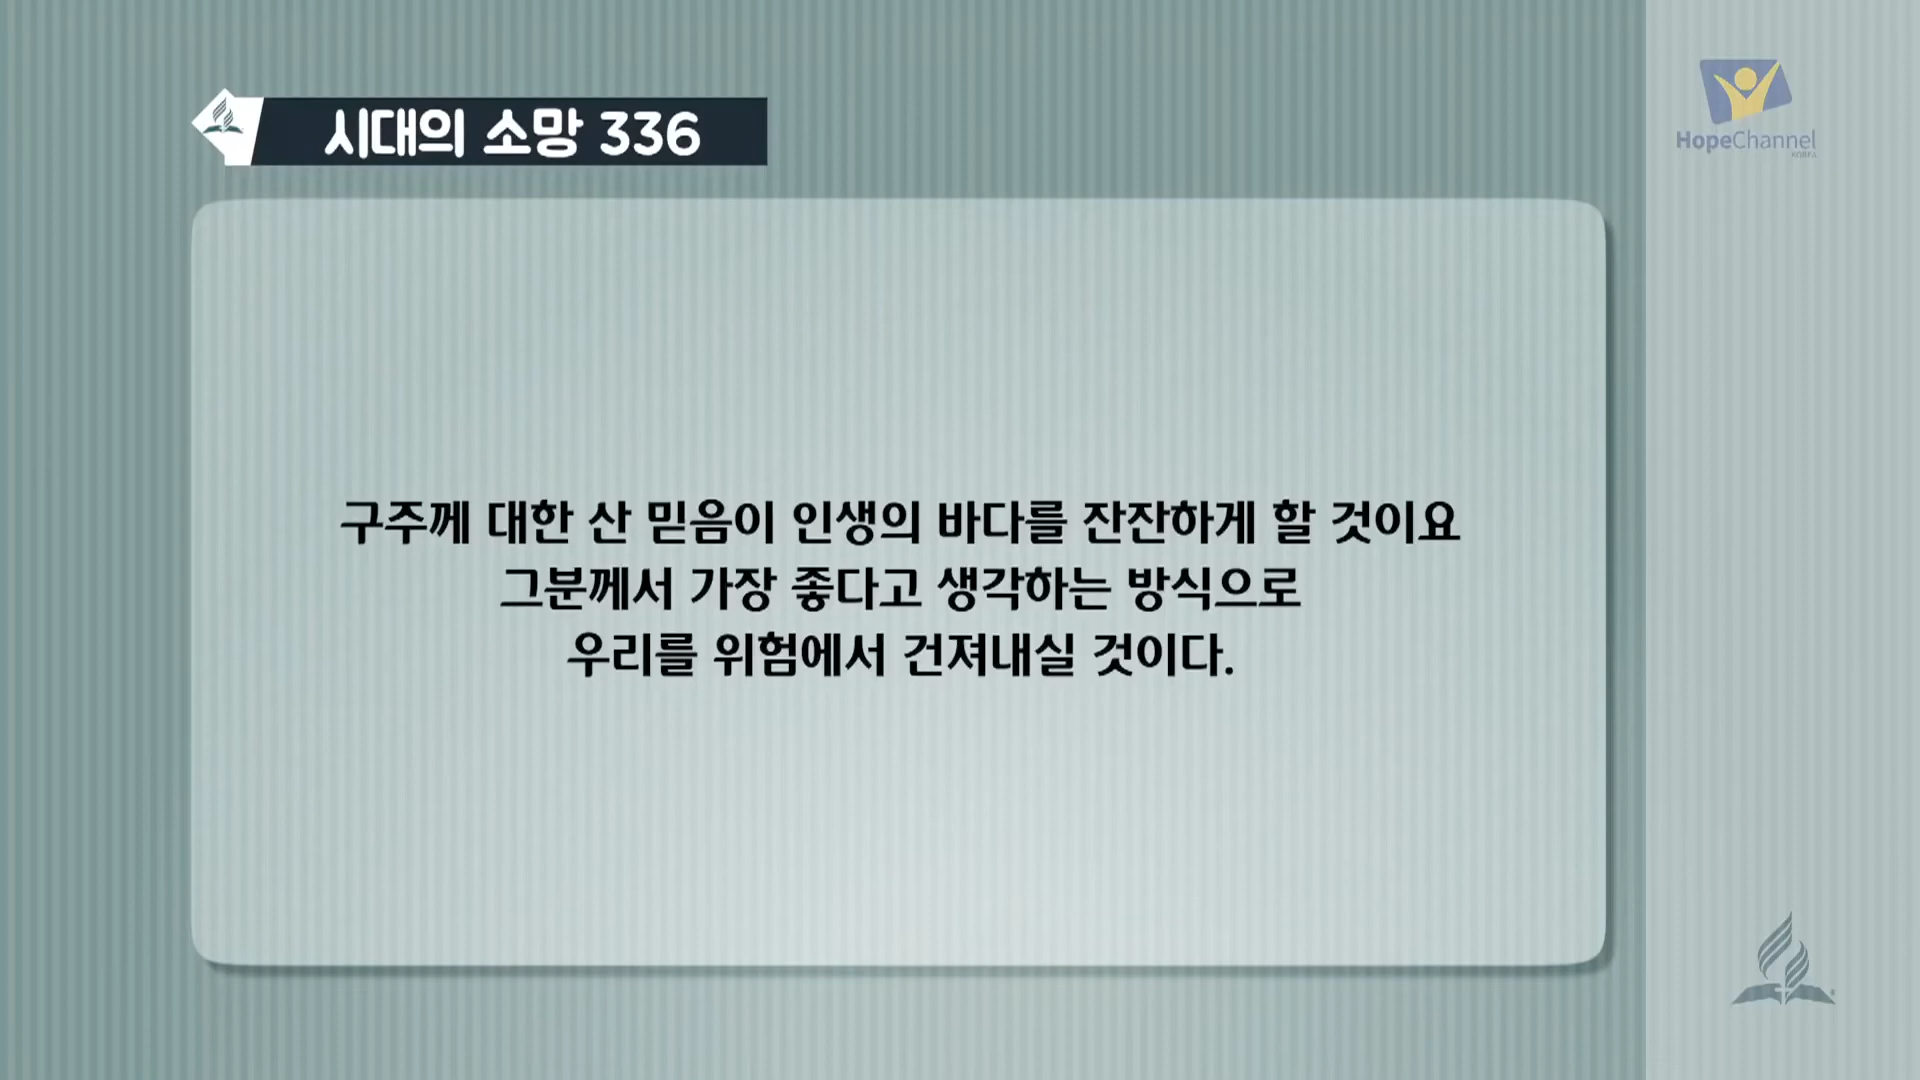 시대의 소망 336
HopeChannel
KOREA
구주께 대한 산 믿음이 인생의 바다를 잔잔하게 할 것이요
그분께서 가장 좋다고 생각하는 방식으로
우리를 위험에서 건져내실 것이다.